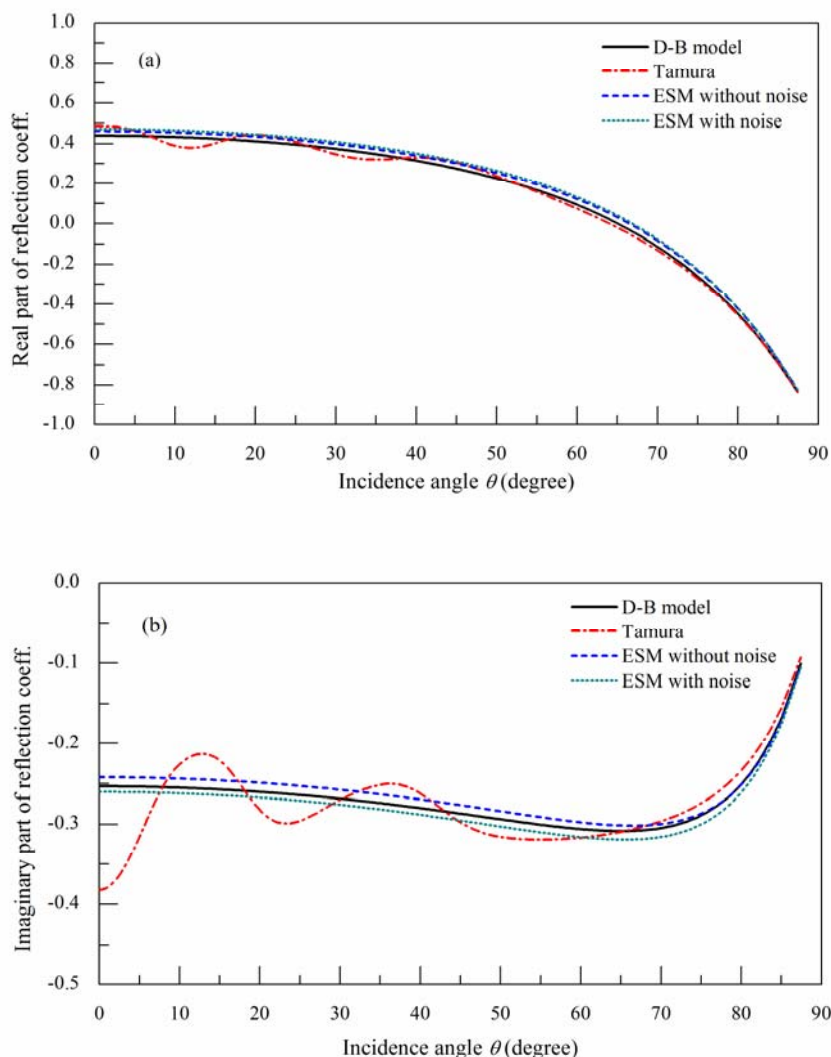 1.0
0.8
0.6
0.4
0.2
0.0
-0.2
-0.4
-0.6
-0.8
-1.0
Real part of reflection coeff.
(a)
D-B model
Tamura
ESM without noise
ESM with noise
0 10 20 30 40 50 60 70 80 90
Incidence angle θ (degree)
0.0
-0.1
-0.2
-0.3
-0.4
-0.5
Imaginary part of reflection coeff.
(b)
D-B model
Tamura
ESM without noise
ESM with noise
0 10 20 30 40 50 60 70 80 90
Incidence angle θ (degree)